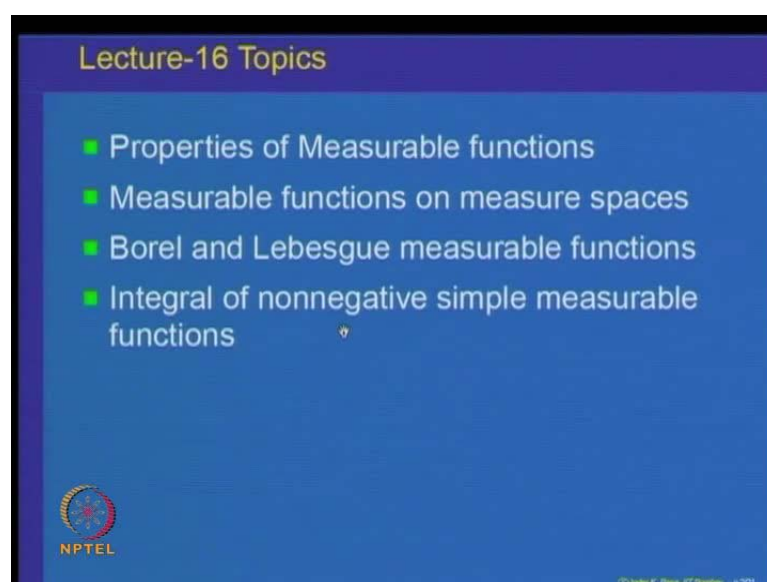 Lecture-16 Topics
Properties of Measurable functions
Measurable functions on measure spaces
Borel and Lebesgue measurable functions
Integral of nonnegative simple measurable
functions
NPTEL